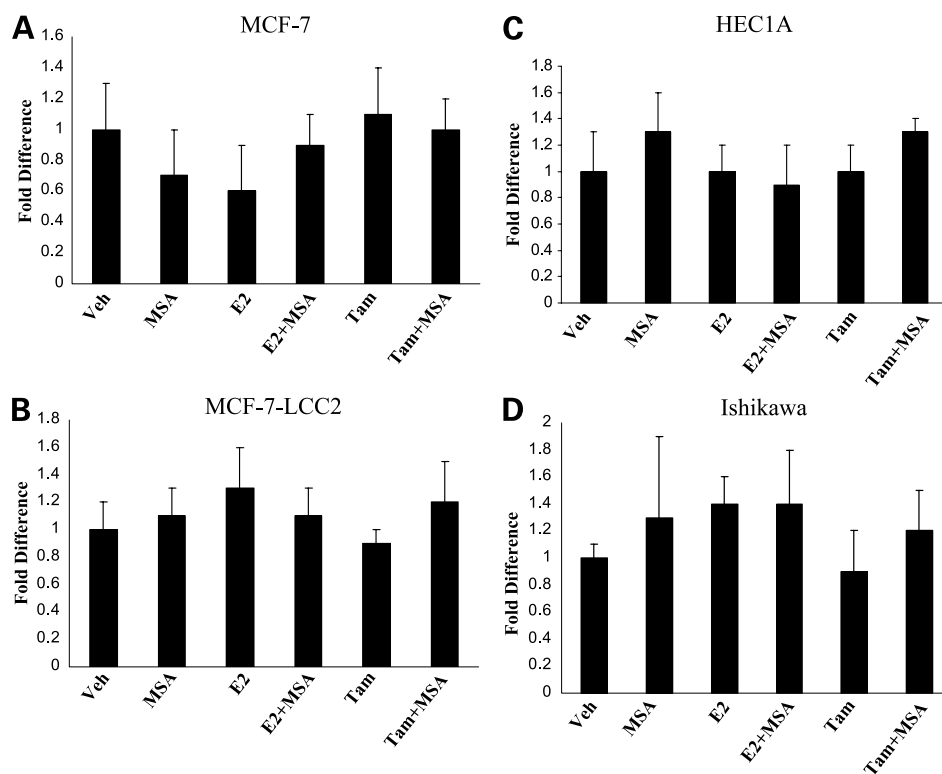 A
MCF-7
Fold Difference
1.6
1.4
1.2
1
0.8
0.6
0.4
0.2
0
Veh
MSA
E2
E2+MSA
Tam
Tam+MSA
B
MCF-7-LCC2
Fold Difference
1.8
1.6
1.4
1.2
1
0.8
0.6
0.4
0.2
0
Veh
MSA
E2
E2+MSA
Tam
Tam+MSA
C
HEC1A
Fold Difference
1.8
1.6
1.4
1.2
1
0.8
0.6
0.4
0.2
0
Veh
MSA
E2
E2+MSA
Tam
Tam+MSA
D
Ishikawa
Fold Difference
2
1.8
1.6
1.4
1.2
1
0.8
0.6
0.4
0.2
0
Veh
MSA
E2
E2+MSA
Tam
Tam+MSA